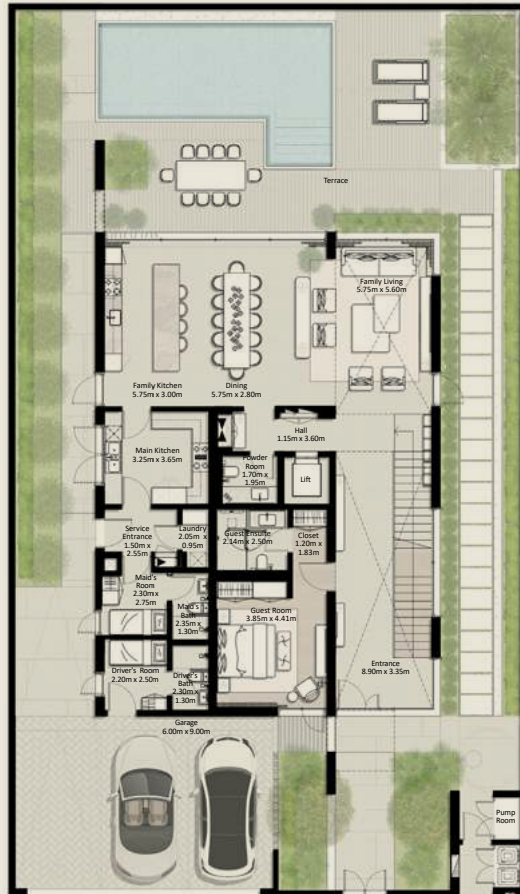 Terrace
Family Living
5.75m x 5.60m
Family Kitchen
5.75m x 3.00m
Dining
5.75m x 2.80m
Hall
1.15m x 3.60m
Main Kitchen
3.25m x 3.65m
Powder
Room
1.70m x
1.95m
Lift
Service
Entrance
1.50m x
2.55m
Laundry
2.05m x
0.95m
Guest Ensuite
2.14m x 2.50m
Closet
1.20m x
1.83m
Maid's
Room
2.30m x
2.75m
Maid's
Bath
2.35m x
1.30m
Guest Room
3.85m x 4.41m
Driver's Room
2.20m x 2.50m
Driver's
Bath
2.30m x
1.30m
Entrance
8.90m x 3.35m
Garage
6.00m x 9.00m
Pump
Room